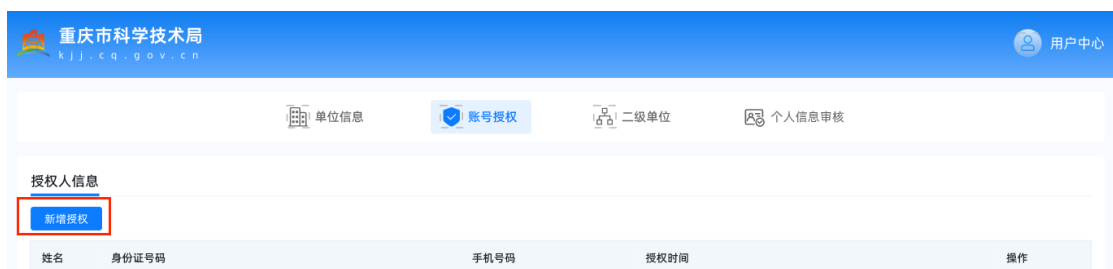 重庆市科学技术局
kjj.cq.gov.cn
用户中心
单位信息 账号授权 二级单位 个人信息审核
授权人信息
新增授权
姓名 身份证号码 手机号码 授权时间 操作